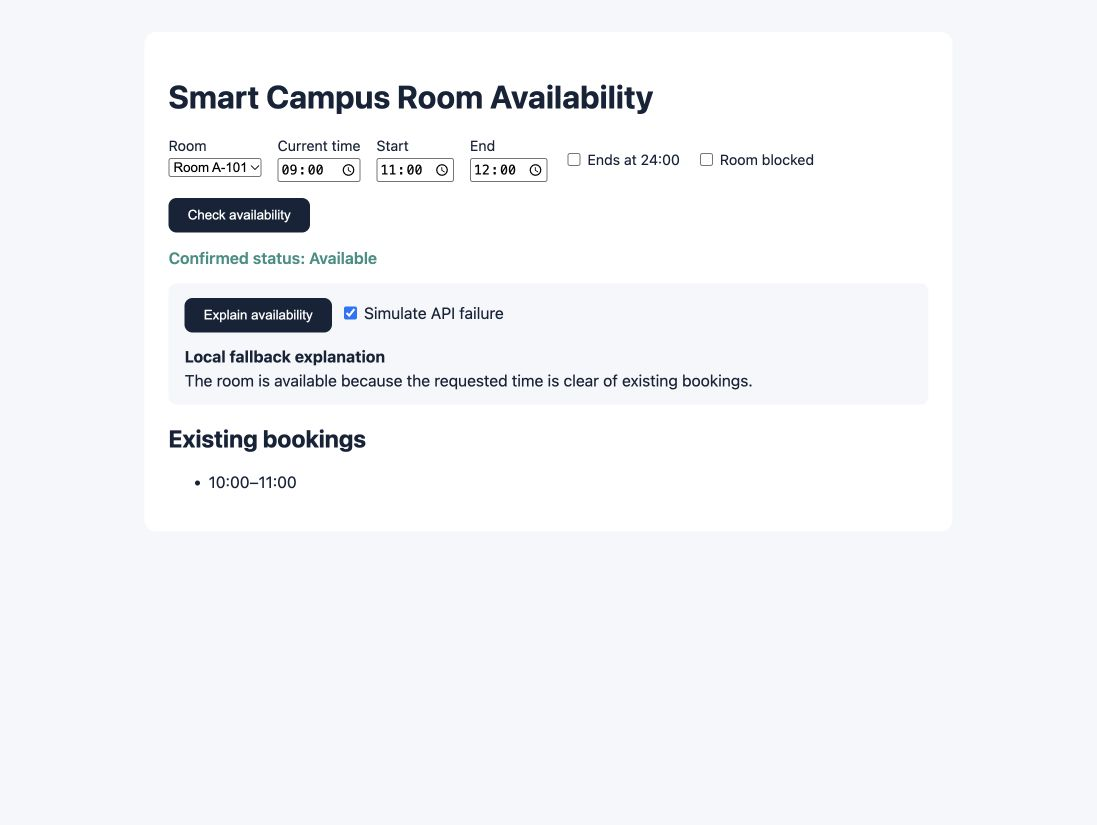 Smart Campus Room Availability
Room Current time Start End
Room A-101 09:00 11:00 12:00 Ends at 24:00 Room blocked
Check availability
Confirmed status: Available
Explain availability Simulate API failure
Local fallback explanation
The room is available because the requested time is clear of existing bookings.
Existing bookings
• 10:00–11:00